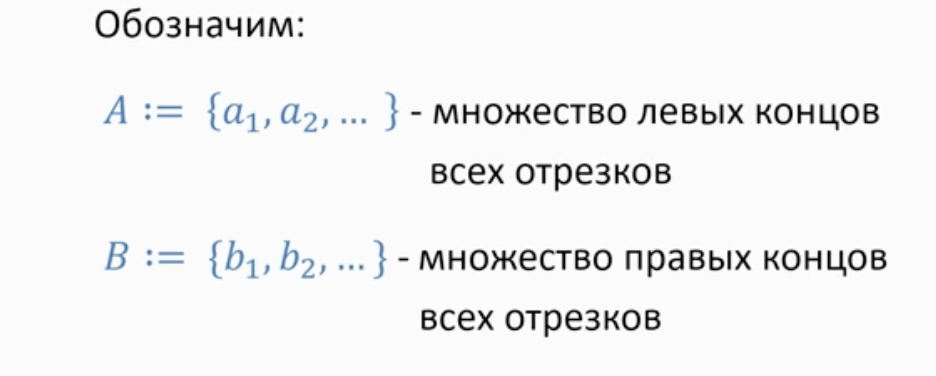 Обозначим:
A := {a₁, a₂, ... } - множество левых концов
всех отрезков
B := {b₁, b₂, ... } - множество правых концов
всех отрезков